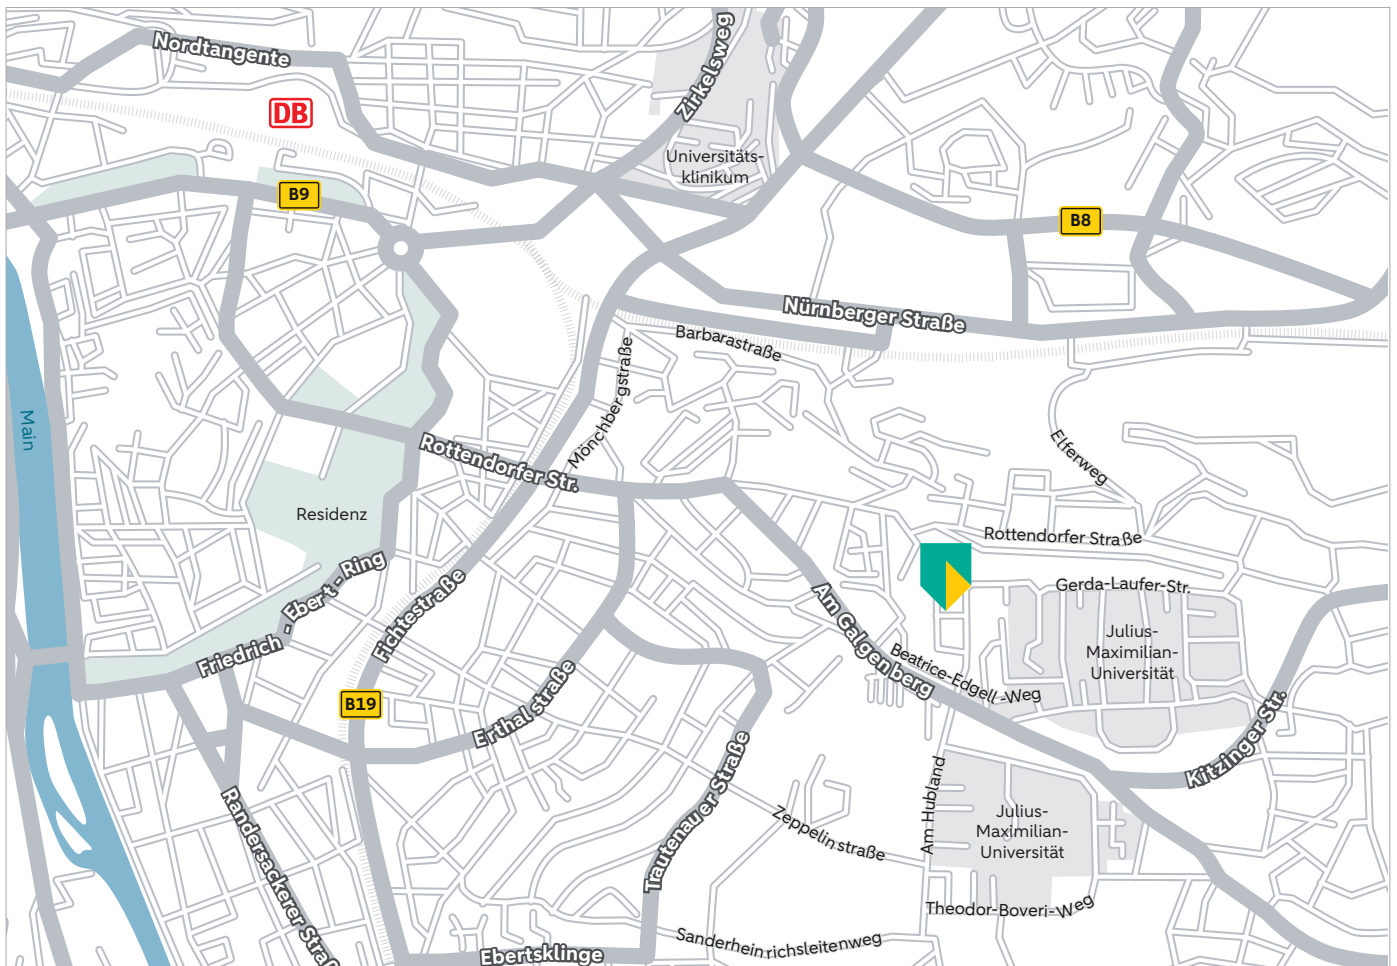 Nordtangente
Zirkelsweg
DB
Universitäts-
klinikum
B9
B8
Nürnberger Straße
Barbarastraße
Mönchbergstraße
Main
Elferweg
Rottendorfer Str.
Residenz
Rottendorfer Straße
Friedrich - Ebert - Ring
Fichtestraße
Gerda-Laufer-Str.
Am Galgenberg
Julius-
Maximilian-
Universität
Beatrice-Edgell-Weg
B19
Erthalstraße
Kitzinger Str.
Trautenauer Straße
Am Hubland
Randersackerer Straß
Zeppelinstraße
Julius-
Maximilian-
Universität
Theodor-Boveri-Weg
Sanderheinrichsleitenweg
Ebertsklinge